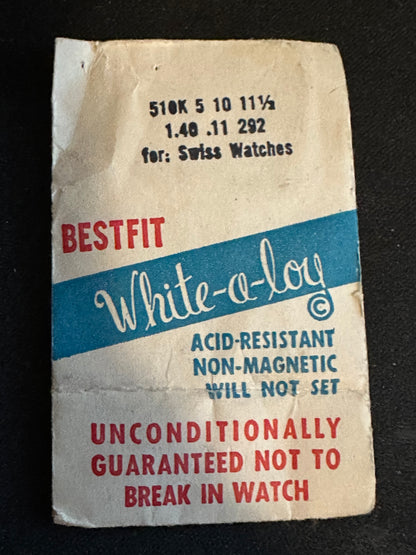 510K 5 10 11½
1.40 .11 292
for: Swiss Watches
BESTFIT
White-a-loy ©
ACID-RESISTANT
NON-MAGNETIC
WILL NOT SET
UNCONDITIONALLY
GUARANTEED NOT TO
BREAK IN WATCH